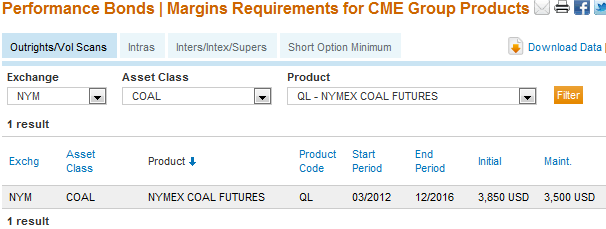 Performance Bonds | Margins Requirements for CME Group Products
Outrights/Vol Scans Intras Inters/Intex/Supers Short Option Minimum Download Data |
Exchange Asset Class Product
NYM COAL QL - NYMEX COAL FUTURES Filter
1 result
Exchg Asset Class Product Product Code Start Period End Period Initial Maint.
NYM COAL NYMEX COAL FUTURES QL 03/2012 12/2016 3,850 USD 3,500 USD
1 result